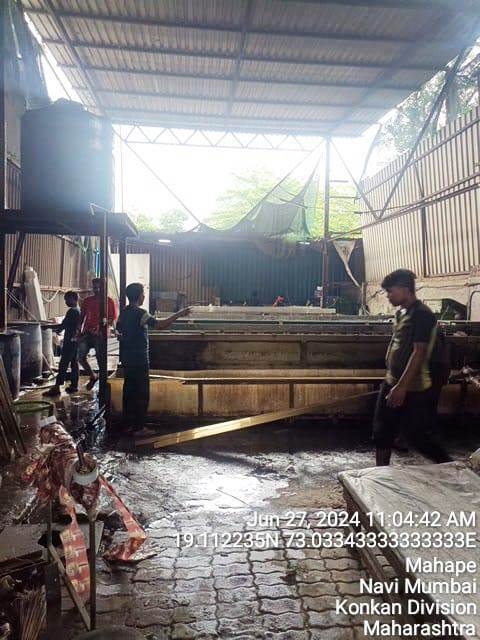 Jun 27, 2024 11:04:42 AM
19.112235N 73.03343333333333E
Mahape
Navi Mumbai
Konkan Division
Maharashtra